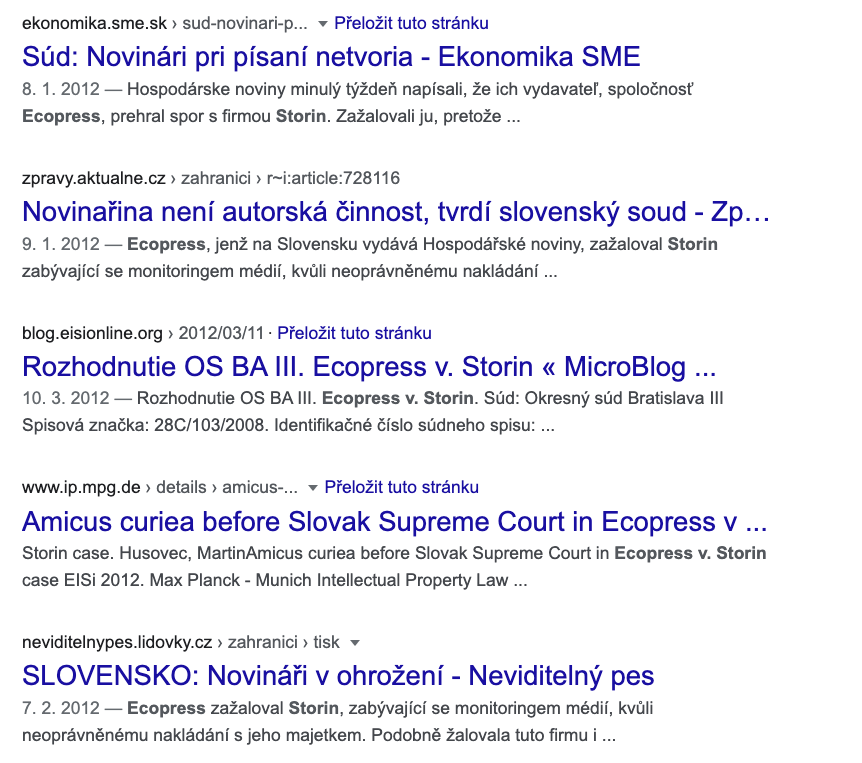 ekonomika.sme.sk › sud-novinari-p... ▼ Přeložit tuto stránku
Súd: Novinári pri písaní netvoria - Ekonomika SME
8. 1. 2012 — Hospodárske noviny minulý týždeň napísali, že ich vydavateľ, spoločnosť
Ecopress, prehral spor s firmou Storin. Zažalovali ju, pretože ...
zpravy.aktualne.cz › zahranici › r~i:article:728116
Novinařina není autorská činnost, tvrdí slovenský soud - Zp...
9. 1. 2012 — Ecopress, jenž na Slovensku vydává Hospodářské noviny, zažaloval Storin
zabývající se monitoringem médií, kvůli neoprávněnému nakládání ...
blog.eisionline.org › 2012/03/11 · Přeložit tuto stránku
Rozhodnutie OS BA III. Ecopress v. Storin « MicroBlog ...
10. 3. 2012 — Rozhodnutie OS BA III. Ecopress v. Storin. Súd: Okresný súd Bratislava III
Spisová značka: 28C/103/2008. Identifikačné číslo súdneho spisu: ...
www.ip.mpg.de › details › amicus-... ▼ Přeložit tuto stránku
Amicus curiea before Slovak Supreme Court in Ecopress v ...
Storin case. Husovec, MartinAmicus curiea before Slovak Supreme Court in Ecopress v. Storin
case EISi 2012. Max Planck - Munich Intellectual Property Law ...
neviditelnypes.lidovky.cz › zahranici › tisk ▼
SLOVENSKO: Novináři v ohrožení - Neviditelný pes
7. 2. 2012 — Ecopress zažaloval Storin, zabývající se monitoringem médií, kvůli
neoprávněnému nakládání s jeho majetkem. Podobně žalovala tuto firmu i ...